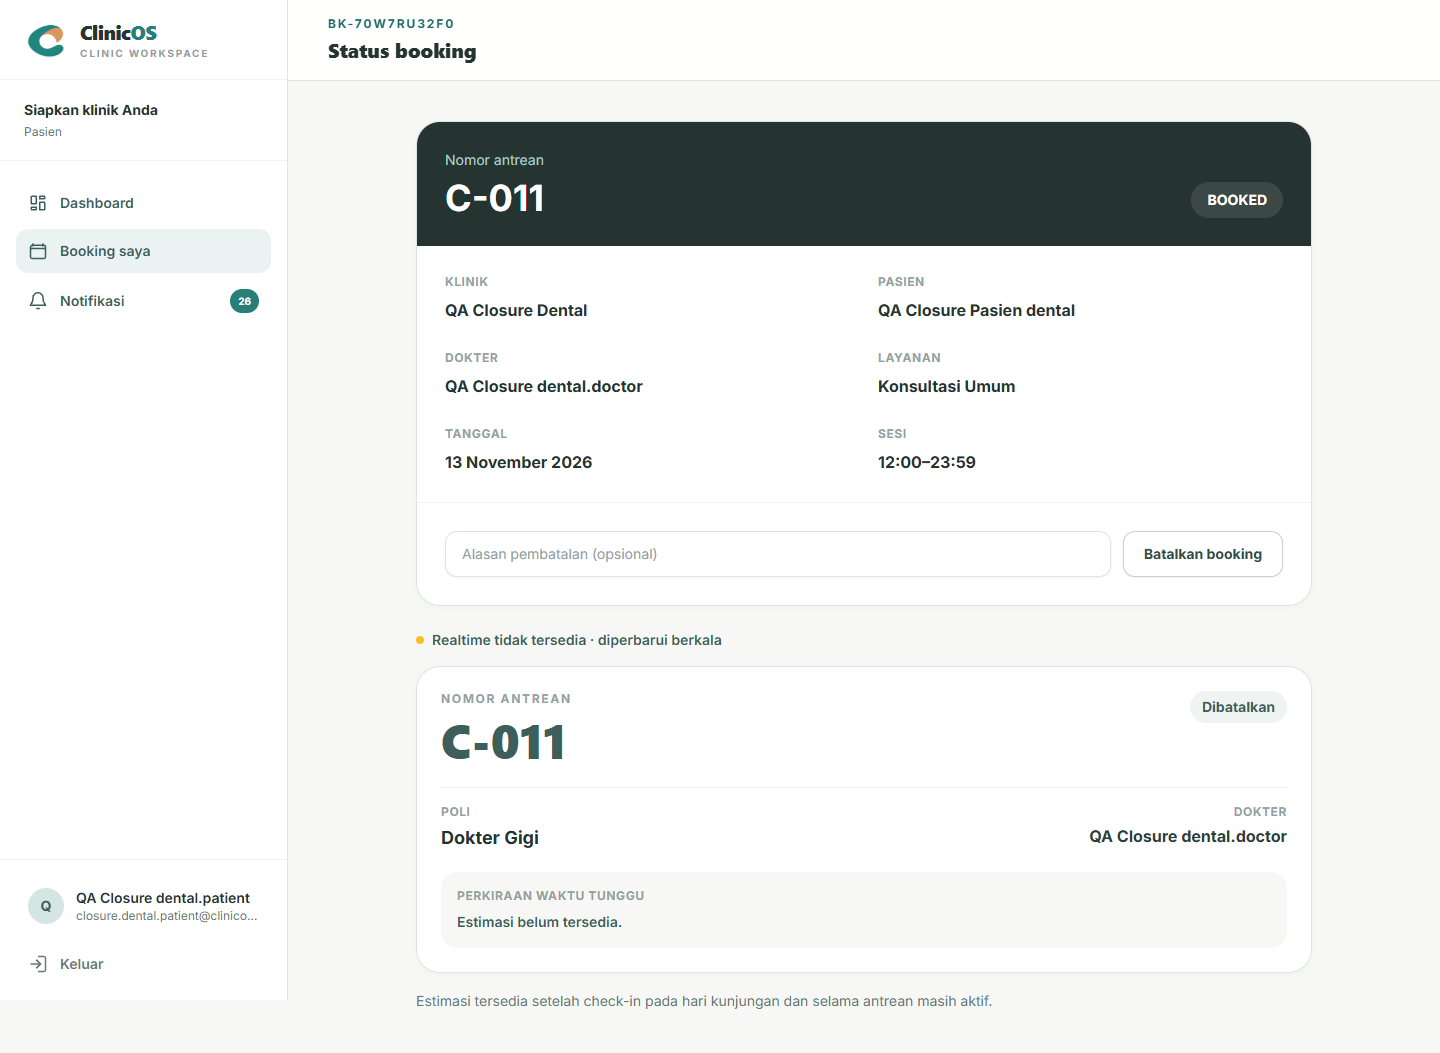 ClinicOS
CLINIC WORKSPACE
Siapkan klinik Anda
Pasien
Dashboard
Booking saya
Notifikasi
26
QA Closure dental.patient
closure.dental.patient@clinico...
Q
Keluar
BK-70W7RU32F0
Status booking
Nomor antrean
C-011
BOOKED
KLINIK
QA Closure Dental
PASIEN
QA Closure Pasien dental
DOKTER
QA Closure dental.doctor
LAYANAN
Konsultasi Umum
TANGGAL
13 November 2026
SESI
12:00–23:59
Alasan pembatalan (opsional)
Batalkan booking
Realtime tidak tersedia · diperbarui berkala
NOMOR ANTREAN
C-011
Dibatalkan
POLI
Dokter Gigi
DOKTER
QA Closure dental.doctor
PERKIRAAN WAKTU TUNGGU
Estimasi belum tersedia.
Estimasi tersedia setelah check-in pada hari kunjungan dan selama antrean masih aktif.